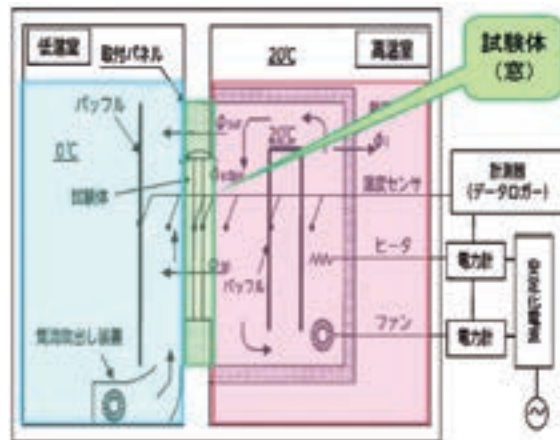 低温室
取付パネル
20℃
高温室
試験体
(窓)
バッフル
0℃
20℃
試験体
温度センサ
計測器
(データロガー)
ヒータ
電力計
バッフル
気流吹出し装置
ファン
電力計